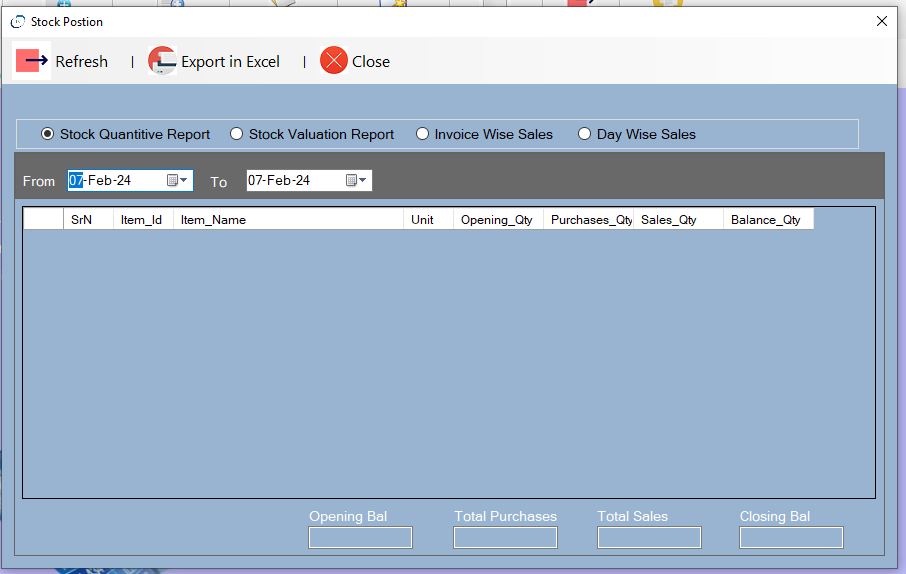 Stock Postion
Refresh | Export in Excel | Close
Stock Quantitive Report Stock Valuation Report Invoice Wise Sales Day Wise Sales
From 07-Feb-24 To 07-Feb-24
SrN Item_Id Item_Name Unit Opening_Qty Purchases_Qty Sales_Qty Balance_Qty
Opening Bal Total Purchases Total Sales Closing Bal